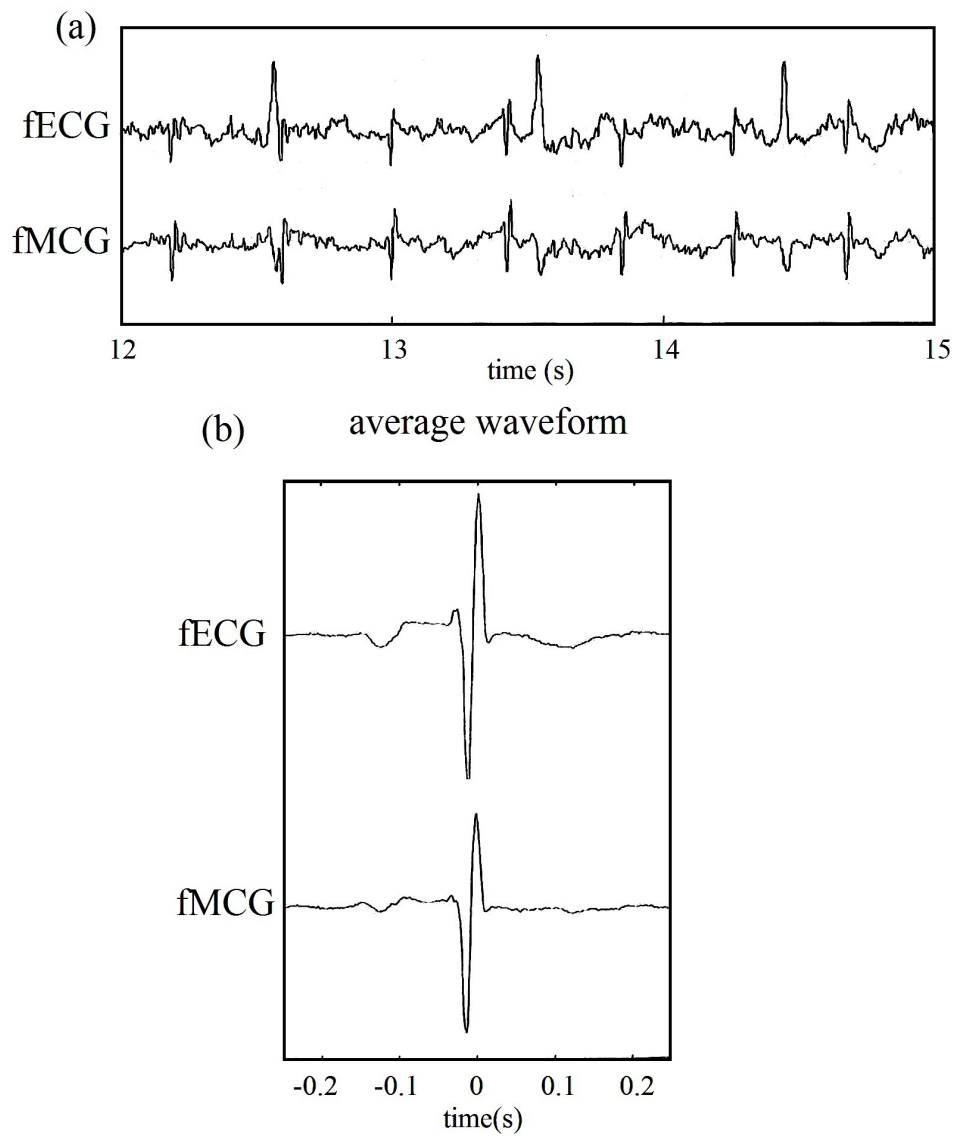 (a)
fECG
fMCG
12 13 14 15
time (s)
(b) average waveform
fECG
fMCG
-0.2 -0.1 0 0.1 0.2
time(s)